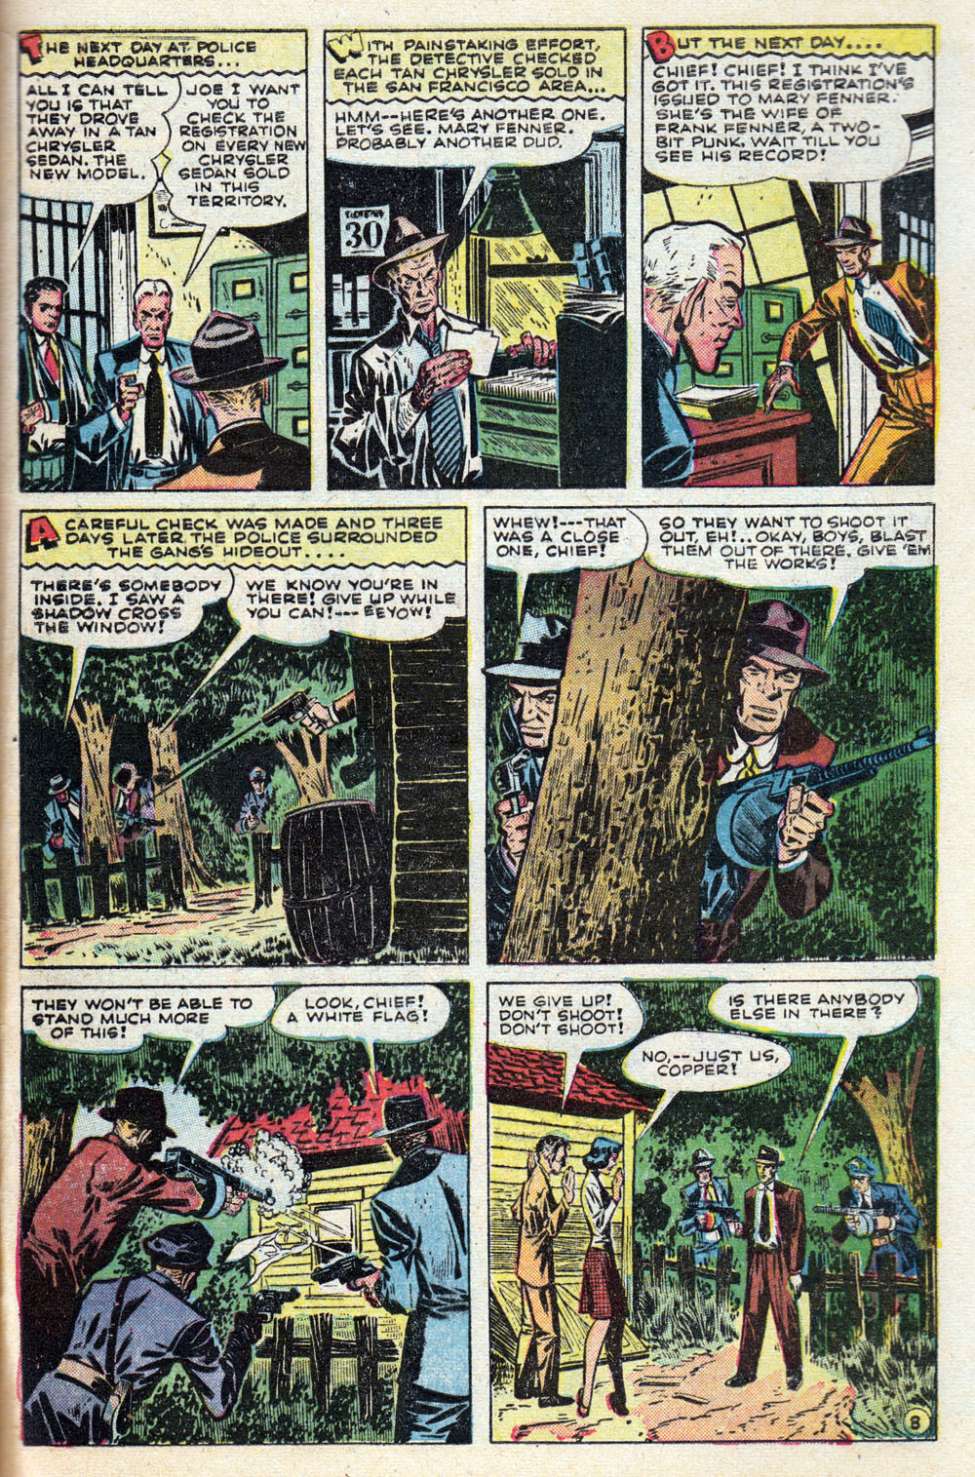 THE NEXT DAY AT POLICE
HEADQUARTERS...
ALL I CAN TELL
YOU IS THAT
THEY DROVE
AWAY IN A TAN
CHRYSLER
SEDAN. THE
NEW MODEL.
JOE I WANT
YOU TO
CHECK THE
REGISTRATION
ON EVERY NEW
CHRYSLER
SEDAN SOLD
IN THIS
TERRITORY.
WITH PAINSTAKING EFFORT,
THE DETECTIVE CHECKED
EACH TAN CHRYSLER SOLD IN
THE SAN FRANCISCO AREA...
HMM--HERE'S ANOTHER ONE.
LET'S SEE. MARY FENNER.
PROBABLY ANOTHER DUD.
30
BUT THE NEXT DAY....
CHIEF! CHIEF! I THINK I'VE
GOT IT. THIS REGISTRATION'S
ISSUED TO MARY FENNER.
SHE'S THE WIFE OF
FRANK FENNER, A TWO-
BIT PUNK, WAIT TILL YOU
SEE HIS RECORD!
A CAREFUL CHECK WAS MADE AND THREE
DAYS LATER THE POLICE SURROUNDED
THE GANG'S HIDEOUT....
THERE'S SOMEBODY
INSIDE. I SAW A
SHADOW CROSS
THE WINDOW!
WE KNOW YOU'RE IN
THERE! GIVE UP WHILE
YOU CAN!--- EEYOW!
WHEW!---THAT
WAS A CLOSE
ONE, CHIEF!
SO THEY WANT TO SHOOT IT
OUT, EH!.. OKAY, BOYS, BLAST
THEM OUT OF THERE. GIVE 'EM
THE WORKS!
THEY WON'T BE ABLE TO
STAND MUCH MORE
OF THIS!
LOOK, CHIEF!
A WHITE FLAG!
WE GIVE UP!
DON'T SHOOT!
DON'T SHOOT!
NO,--JUST US,
COPPER!
IS THERE ANYBODY
ELSE IN THERE?
8